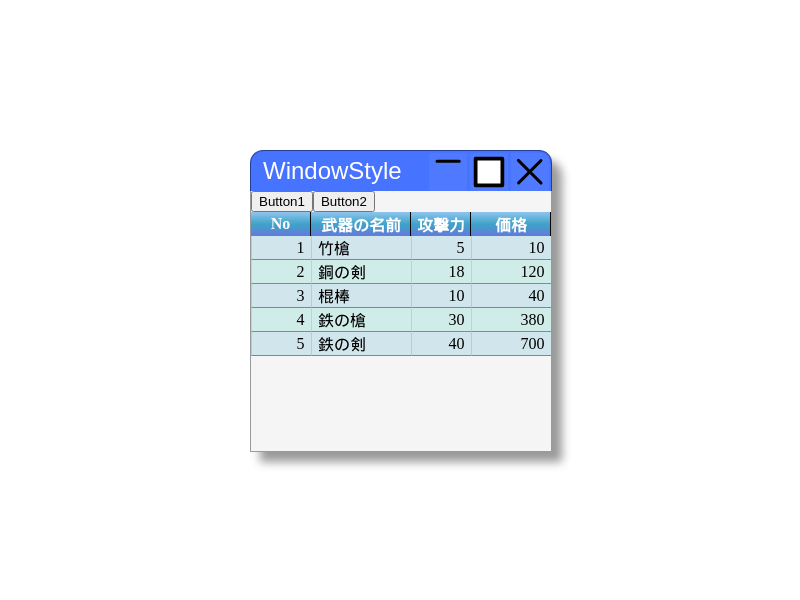 WindowStyle
Button1 Button2
No 武器の名前 攻撃力 価格
1 竹槍 5 10
2 銅の剣 18 120
3 棍棒 10 40
4 鉄の槍 30 380
5 鉄の剣 40 700